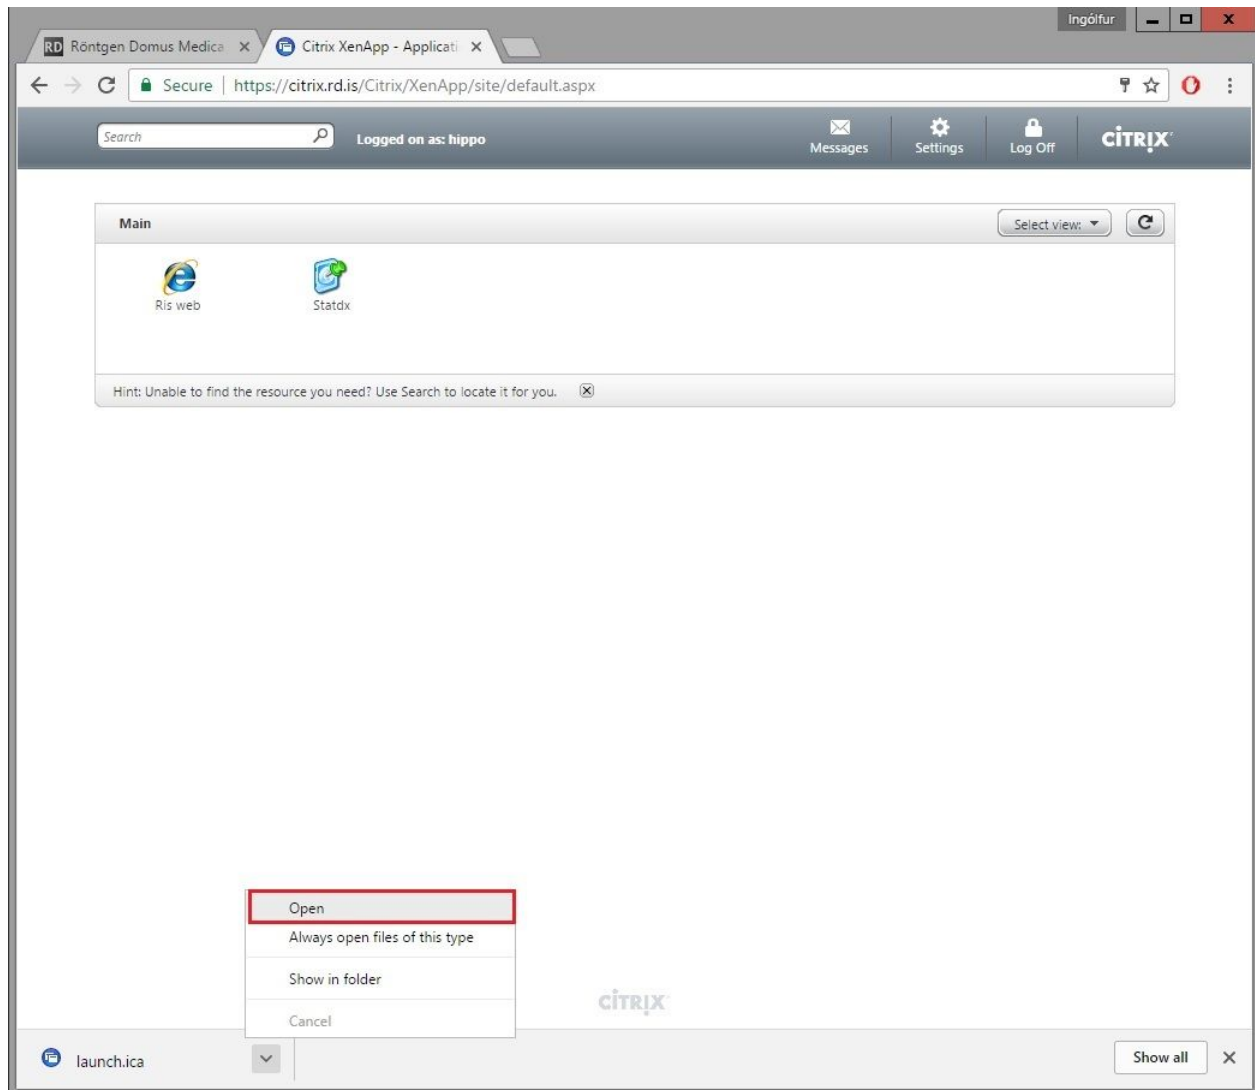 Ingólfur
RD Röntgen Domus Medica
Citrix XenApp - Applicati
Secure | https://citrix.rd.is/Citrix/XenApp/site/default.aspx
Search
Logged on as: hippo
Messages
Settings
Log Off
CITRIX
Main
Select view:
Ris web
Statdx
Hint: Unable to find the resource you need? Use Search to locate it for you.
Open
Always open files of this type
Show in folder
Cancel
CITRIX
launch.ica
Show all